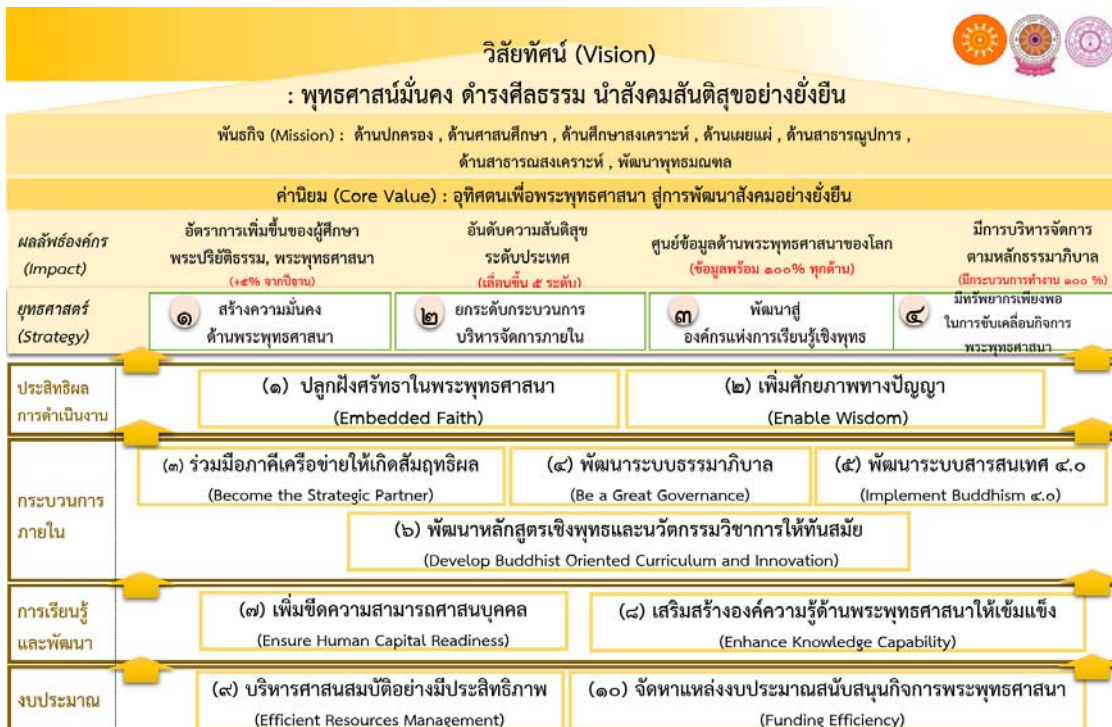 วิสัยทัศน์ (Vision)
: พุทธศาสน์มั่นคง ดำรงศีลธรรม นำสังคมสันติสุขอย่างยั่งยืน
พันธกิจ (Mission) : ด้านปกครอง , ด้านศาสนศึกษา , ด้านศึกษาสงเคราะห์ , ด้านเผยแผ่ , ด้านสาธารณูปการ ,
ด้านสาธารณสงเคราะห์ , พัฒนาพุทธมณฑล
ค่านิยม (Core Value) : อุทิศตนเพื่อพระพุทธศาสนา สู่การพัฒนาสังคมอย่างยั่งยืน
ผลลัพธ์องค์กร
(Impact)
อัตราการเพิ่มขึ้นของผู้ศึกษา
พระปริยัติธรรม, พระพุทธศาสนา
(+๕% จากปีฐาน)
อันดับความสันติสุข
ระดับประเทศ
(เลื่อนขึ้น ๕ ระดับ)
ศูนย์ข้อมูลด้านพระพุทธศาสนาของโลก
(ข้อมูลพร้อม ๑๐๐% ทุกด้าน)
มีการบริหารจัดการ
ตามหลักธรรมาภิบาล
(มีกระบวนการทำงาน ๑๐๐ %)
ยุทธศาสตร์
(Strategy)
๑ สร้างความมั่นคง
ด้านพระพุทธศาสนา
๒ ยกระดับกระบวนการ
บริหารจัดการภายใน
๓ พัฒนาสู่
องค์กรแห่งการเรียนรู้เชิงพุทธ
๔ มีทรัพยากรเพียงพอ
ในการขับเคลื่อนกิจการ
พระพุทธศาสนา
ประสิทธิผล
การดำเนินงาน
(๑) ปลูกฝังศรัทธาในพระพุทธศาสนา
(Embedded Faith)
(๒) เพิ่มศักยภาพทางปัญญา
(Enable Wisdom)
กระบวนการ
ภายใน
(๓) ร่วมมือภาคีเครือข่ายให้เกิดสัมฤทธิผล
(Become the Strategic Partner)
(๔) พัฒนาระบบธรรมาภิบาล
(Be a Great Governance)
(๕) พัฒนาระบบสารสนเทศ ๔.๐
(Implement Buddhism ๔.๐)
(๖) พัฒนาหลักสูตรเชิงพุทธและนวัตกรรมวิชาการให้ทันสมัย
(Develop Buddhist Oriented Curriculum and Innovation)
การเรียนรู้
และพัฒนา
(๗) เพิ่มขีดความสามารถศาสนบุคคล
(Ensure Human Capital Readiness)
(๘) เสริมสร้างองค์ความรู้ด้านพระพุทธศาสนาให้เข้มแข็ง
(Enhance Knowledge Capability)
งบประมาณ
(๙) บริหารศาสนสมบัติอย่างมีประสิทธิภาพ
(Efficient Resources Management)
(๑๐) จัดหาแหล่งงบประมาณสนับสนุนกิจการพระพุทธศาสนา
(Funding Efficiency)